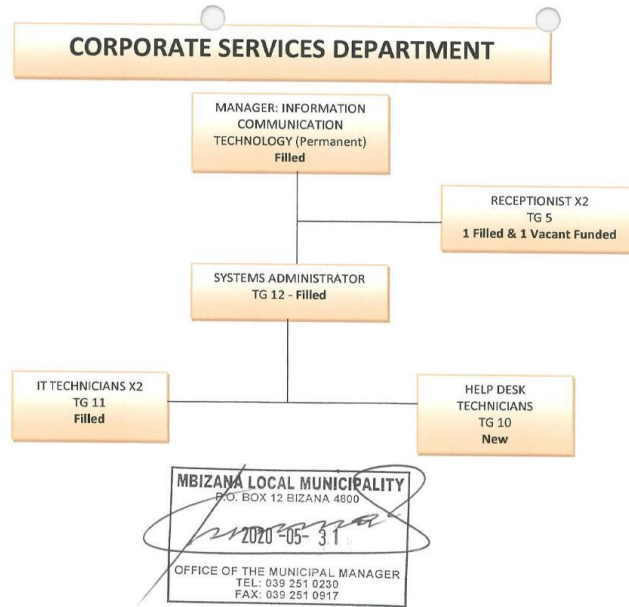 CORPORATE SERVICES DEPARTMENT
MANAGER: INFORMATION
COMMUNICATION
TECHNOLOGY (Permanent)
Filled
RECEPTIONIST X2
TG 5
1 Filled & 1 Vacant Funded
SYSTEMS ADMINISTRATOR
TG 12 - Filled
IT TECHNICIANS X2
TG 11
Filled
HELP DESK
TECHNICIANS
TG 10
New
MBIZANA LOCAL MUNICIPALITY
P.O. BOX 12 BIZANA 4800
2020 -05- 31
OFFICE OF THE MUNICIPAL MANAGER
TEL: 039 251 0230
FAX: 039 251 0917